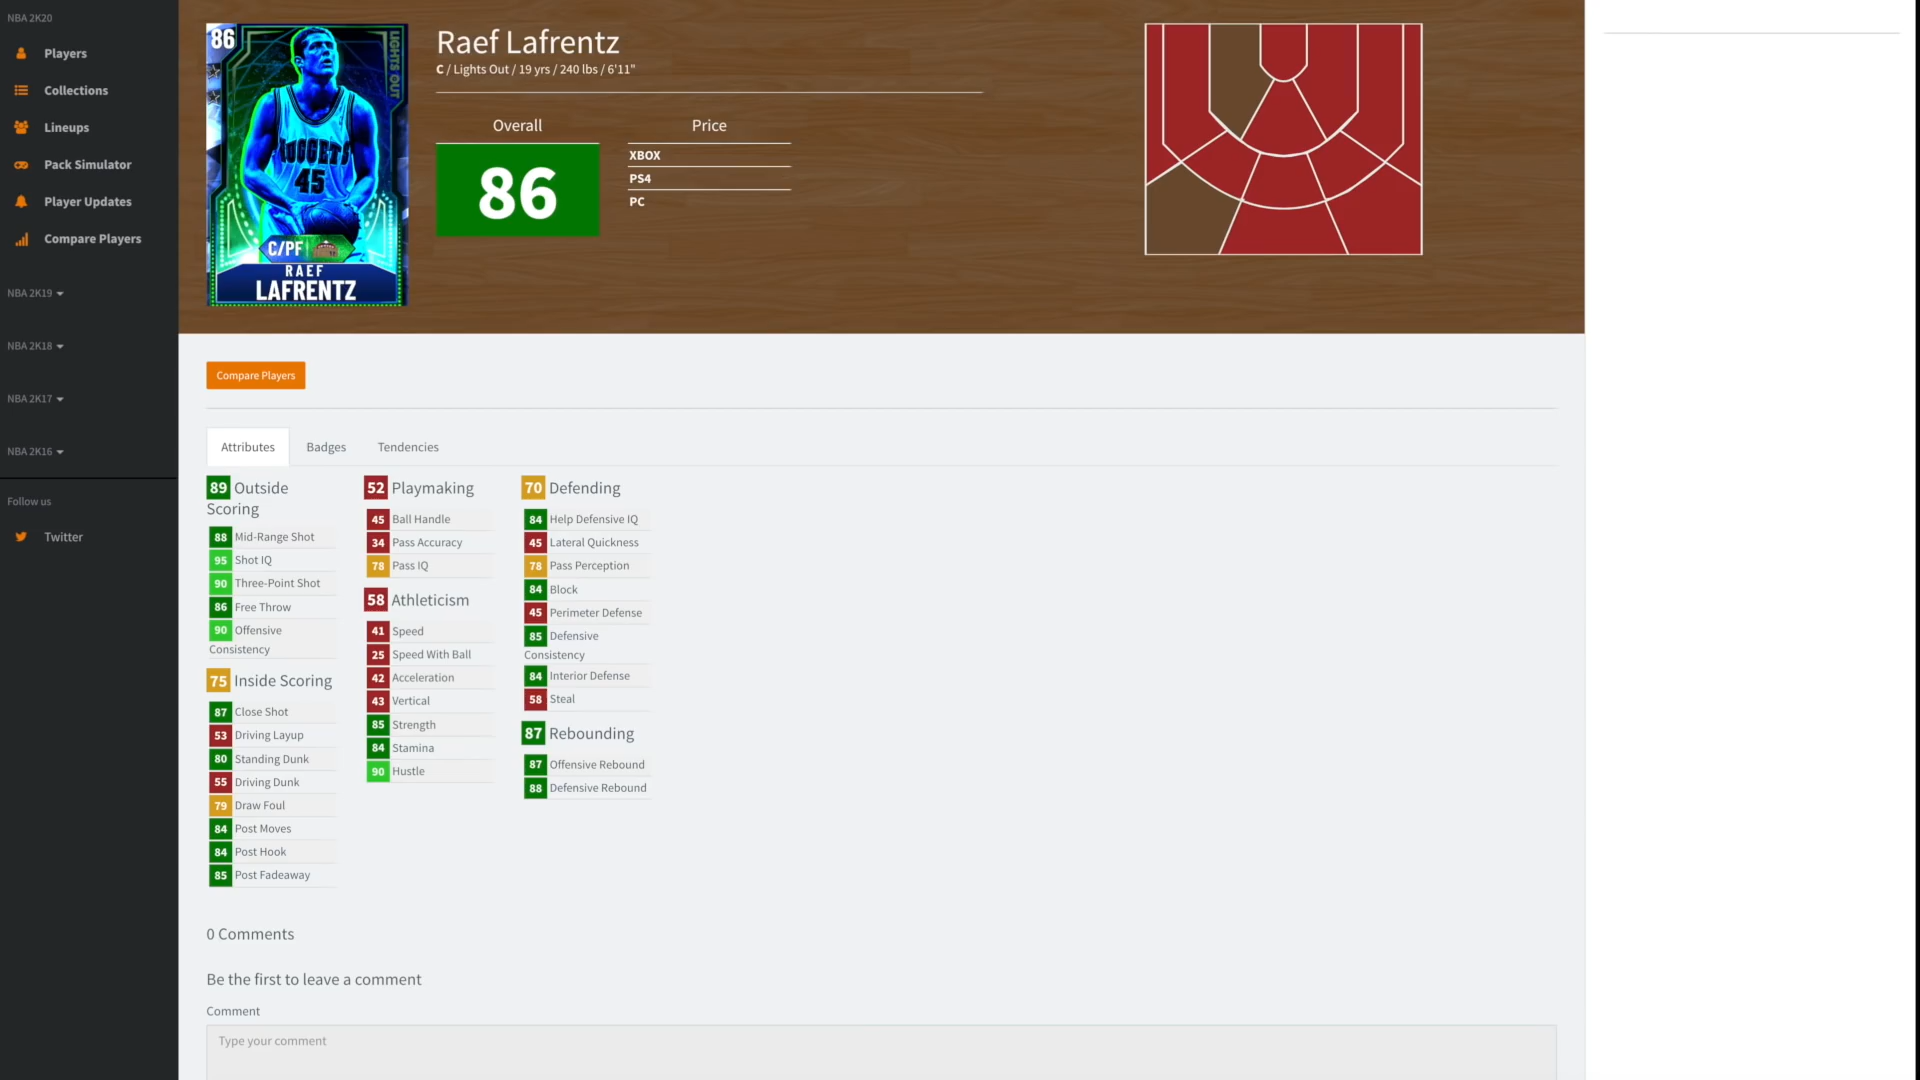 NBA 2K20
Players
Collections
Lineups
Pack Simulator
Player Updates
Compare Players
NBA 2K19
NBA 2K18
NBA 2K17
NBA 2K16
Follow us
Twitter
86
LIGHTS OUT
NUGGETS
45
C/PF
RAEF
LAFRENTZ
Raef Lafrentz
C / Lights Out / 19 yrs / 240 lbs / 6'11"
Overall
86
Price
XBOX
PS4
PC
Compare Players
Attributes
Badges
Tendencies
89 Outside
Scoring
88 Mid-Range Shot
95 Shot IQ
90 Three-Point Shot
86 Free Throw
90 Offensive
Consistency
75 Inside Scoring
87 Close Shot
53 Driving Layup
80 Standing Dunk
55 Driving Dunk
79 Draw Foul
84 Post Moves
84 Post Hook
85 Post Fadeaway
52 Playmaking
45 Ball Handle
34 Pass Accuracy
78 Pass IQ
58 Athleticism
41 Speed
25 Speed With Ball
42 Acceleration
43 Vertical
85 Strength
84 Stamina
90 Hustle
70 Defending
84 Help Defensive IQ
45 Lateral Quickness
78 Pass Perception
84 Block
45 Perimeter Defense
85 Defensive
Consistency
84 Interior Defense
58 Steal
87 Rebounding
87 Offensive Rebound
88 Defensive Rebound
0 Comments
Be the first to leave a comment
Comment
Type your comment